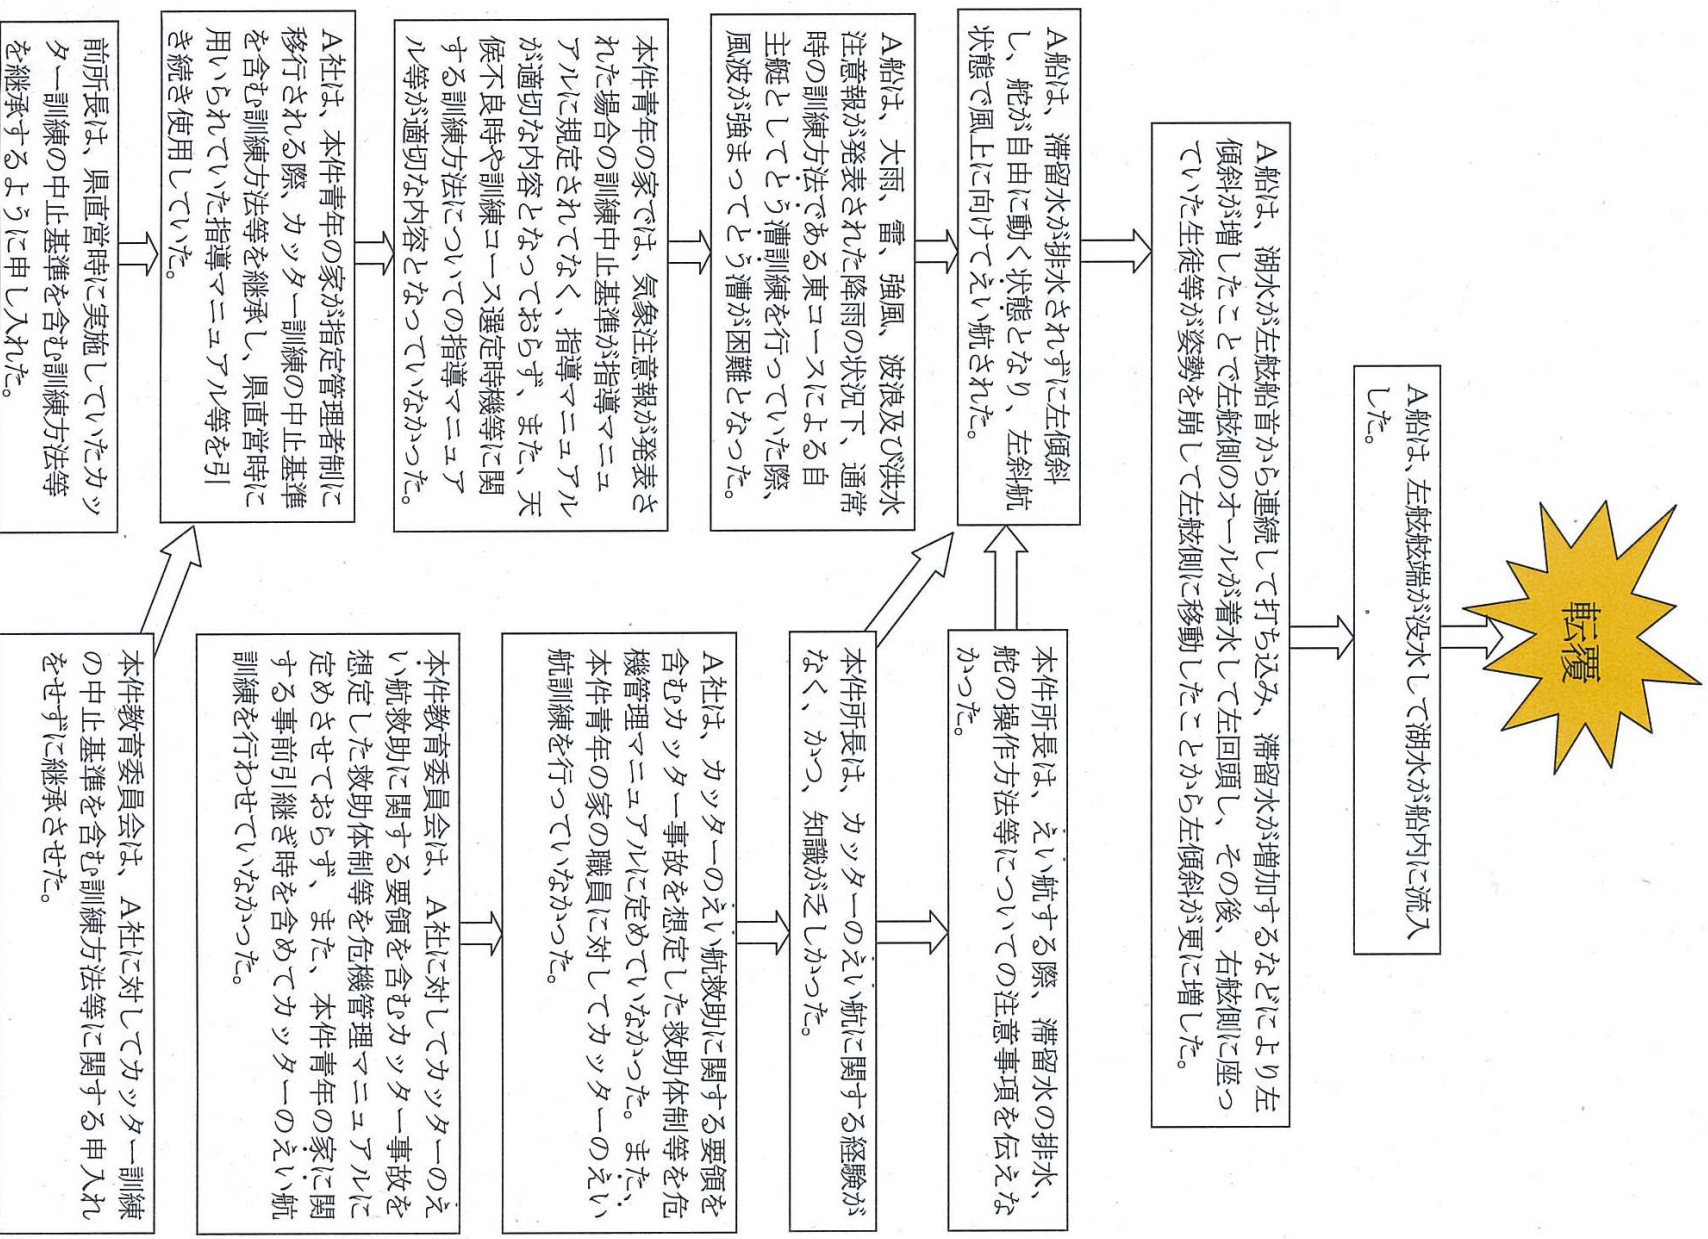 転覆
A船は、左舷舷端が没水して湖水が船内に流入
した。
A船は、湖水が左舷船首から連続して打ち込み、滞留水が増加するなどにより左
傾斜が増したことで左舷側のオールが着水して左回頭し、その後、右舷側に座っ
ていた生徒等が姿勢を崩して左舷側に移動したことから左傾斜が更に増した。
A船は、滞留水が排水されずに左傾斜
し、舵が自由に動く状態となり、左斜航
状態で風上に向けてえい航された。
A船は、大雨、雷、強風、波浪及び洪水
注意報が発表された降雨の状況下、通常
時の訓練方法である東コースによる自
主艇としてとう漕訓練を行っていた際、
風波が強まってとう漕が困難となった。
本件青年の家では、気象注意報が発表さ
れた場合の訓練中止基準が指導マニュ
アルに規定されてなく、指導マニュアル
が適切な内容となっておらず、また、天
候不良時や訓練コース選定時機等に関
する訓練方法についての指導マニュア
ル等が適切な内容となっていなかった。
A社は、本件青年の家が指定管理者制に
移行される際、カッター訓練の中止基準
を含む訓練方法等を継承し、県直営時に
用いられていた指導マニュアル等を引
き続き使用していた。
前所長は、県直営時に実施していたカッ
ター訓練の中止基準を含む訓練方法等
を継承するように申し入れた。
本件所長は、えい航する際、滞留水の排水、
舵の操作方法等についての注意事項を伝えな
かった。
本件所長は、カッターのえい航に関する経験が
なく、かつ、知識が乏しかった。
A社は、カッターのえい航救助に関する要領を
含むカッター事故を想定した救助体制等を危
機管理マニュアルに定めていなかった。また、
本件青年の家の職員に対してカッターのえい
航訓練を行っていなかった。
本件教育委員会は、A社に対してカッターのえ
い航救助に関する要領を含むカッター事故を
想定した救助体制等を危機管理マニュアルに
定めさせておらず、また、本件青年の家に関
する事前引継ぎ時を含めてカッターのえい航
訓練を行わせていなかった。
本件教育委員会は、A社に対してカッター訓練
の中止基準を含む訓練方法等に関する申入れ
をせずに継承させた。